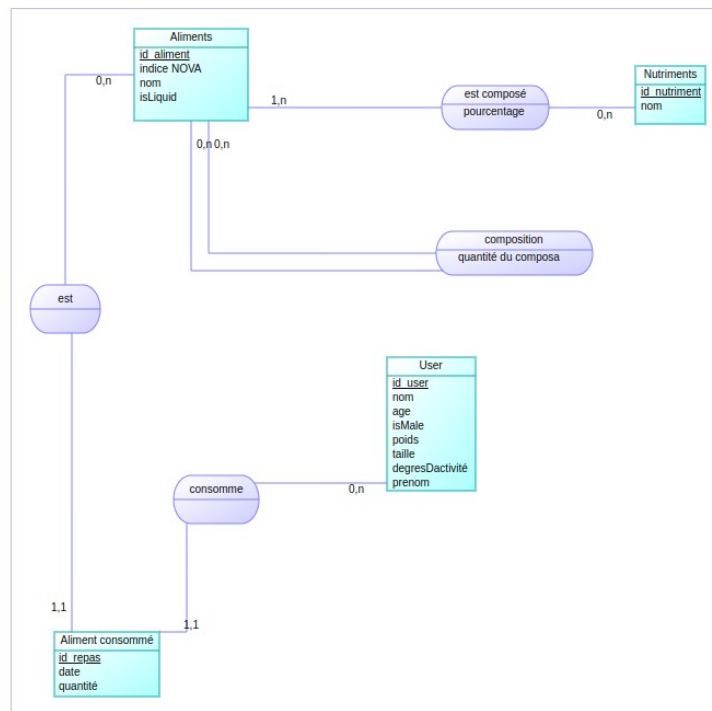 Aliments
id_aliment
indice NOVA
nom
isLiquid
0,n
1,n
est composé
pourcentage
0,n
Nutriments
id_nutriment
nom
0,n
0,n
composition
quantité du composa
est
User
id_user
nom
age
isMale
poids
taille
degresDactivité
prenom
consomme
0,n
1,1
1,1
Aliment consommé
id_repas
date
quantité